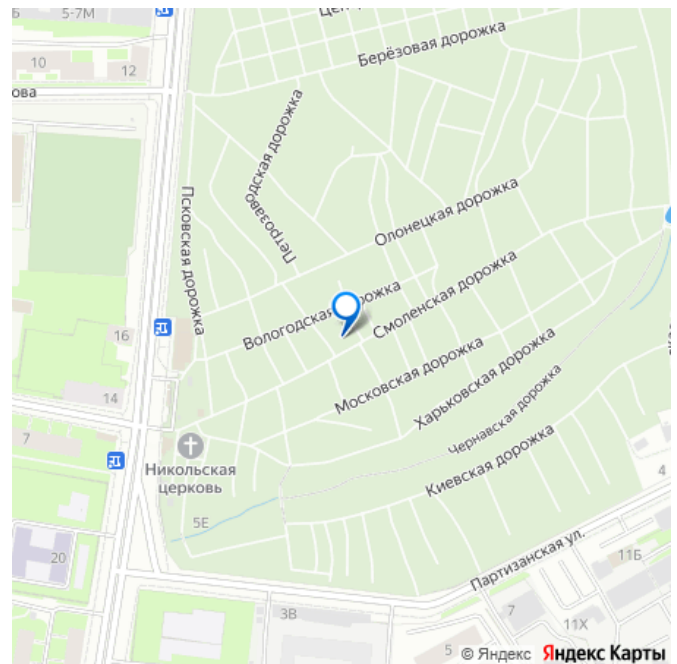 Б
5-7М
Цен
10
12
ова
Берёзовая дорожка
Петрозаводская дорожка
Псковская дорожка
Олонецкая дорожка
Вологодская дорожка
Смоленская дорожка
16
14
7
Московская дорожка
Харьковская дорожка
Чернавская дорожка
Киевская дорожка
Никольская
церковь
5Е
20
4
Партизанская ул.
11Б
3В
7
11Х
5
© Яндекс Яндекс Карты